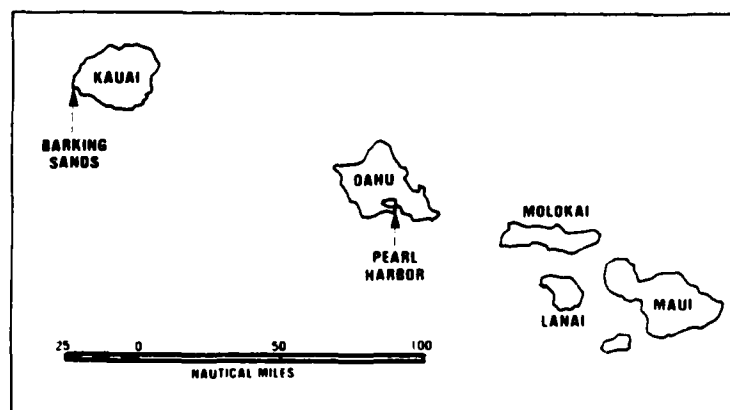 KAUAI
BARKING
SANDS
OAHU
PEARL
HARBOR
MOLOKAI
LANAI
MAUI
25 0 50 100
NAUTICAL MILES